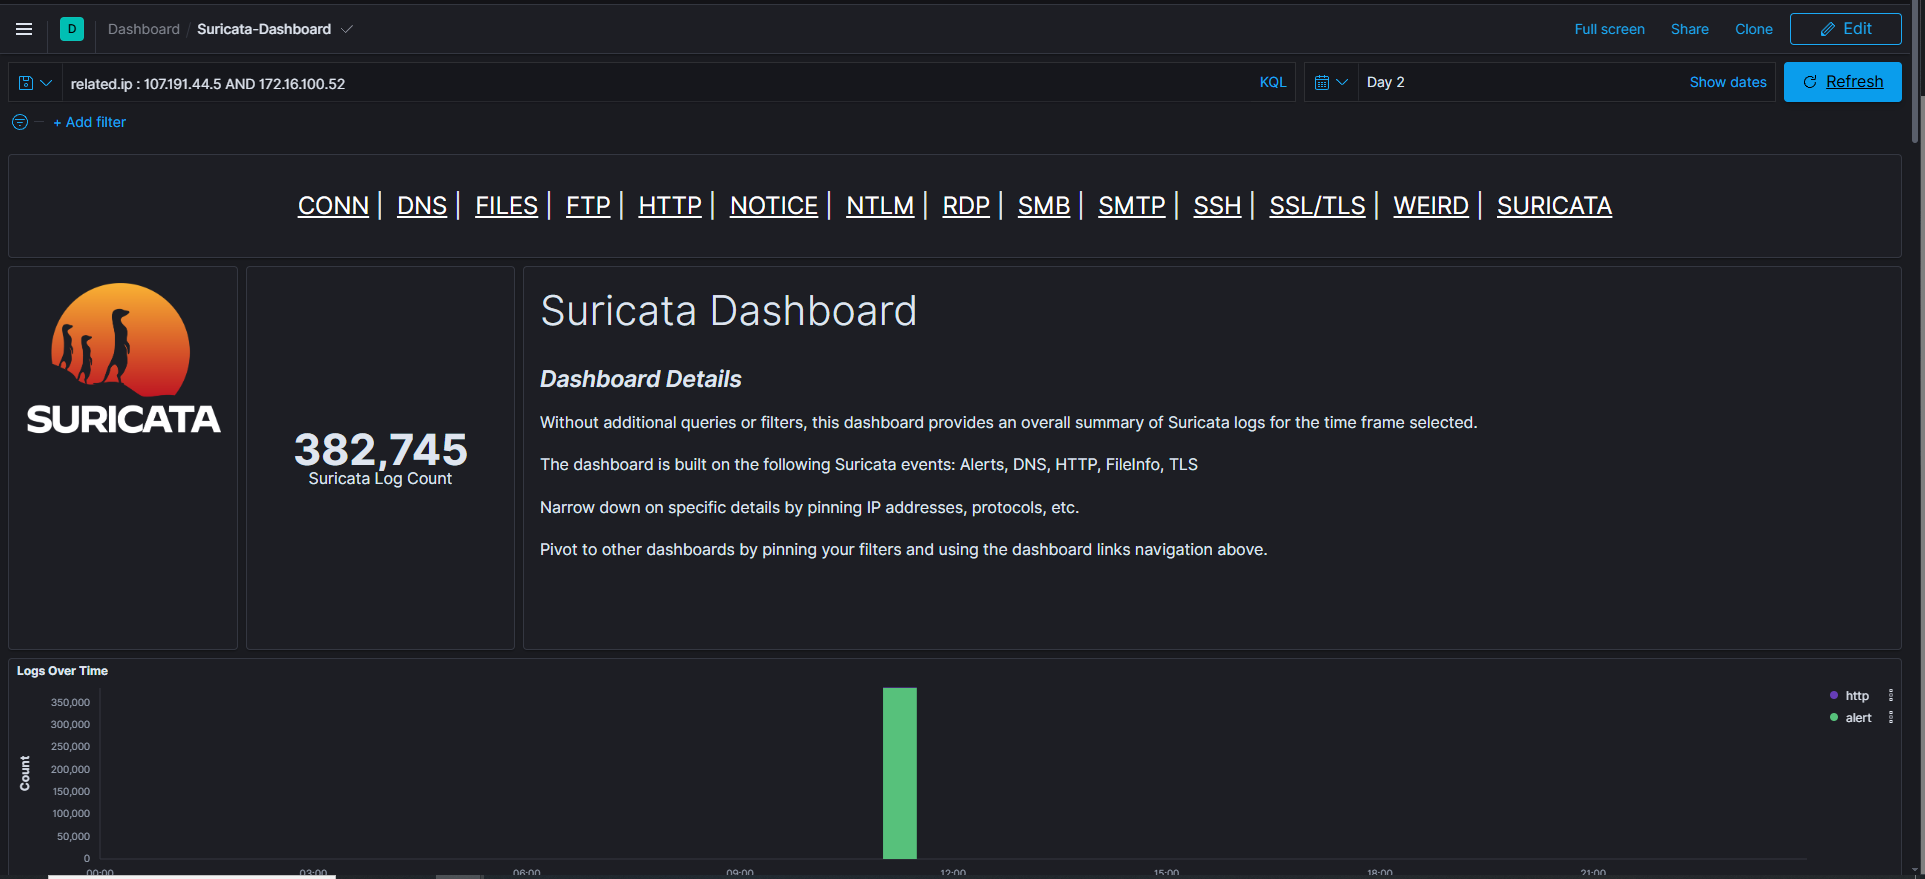 D Dashboard / Suricata-Dashboard Full screen Share Clone Edit
related.ip : 107.191.44.5 AND 172.16.100.52 KQL Day 2 Show dates Refresh
+ Add filter
CONN | DNS | FILES | FTP | HTTP | NOTICE | NTLM | RDP | SMB | SMTP | SSH | SSL/TLS | WEIRD | SURICATA
SURICATA
382,745
Suricata Log Count
Suricata Dashboard
Dashboard Details
Without additional queries or filters, this dashboard provides an overall summary of Suricata logs for the time frame selected.
The dashboard is built on the following Suricata events: Alerts, DNS, HTTP, FileInfo, TLS
Narrow down on specific details by pinning IP addresses, protocols, etc.
Pivot to other dashboards by pinning your filters and using the dashboard links navigation above.
Logs Over Time
Count
350,000
300,000
250,000
200,000
150,000
100,000
50,000
0
00:00 03:00 06:00 09:00 12:00 15:00 18:00 21:00
http
alert